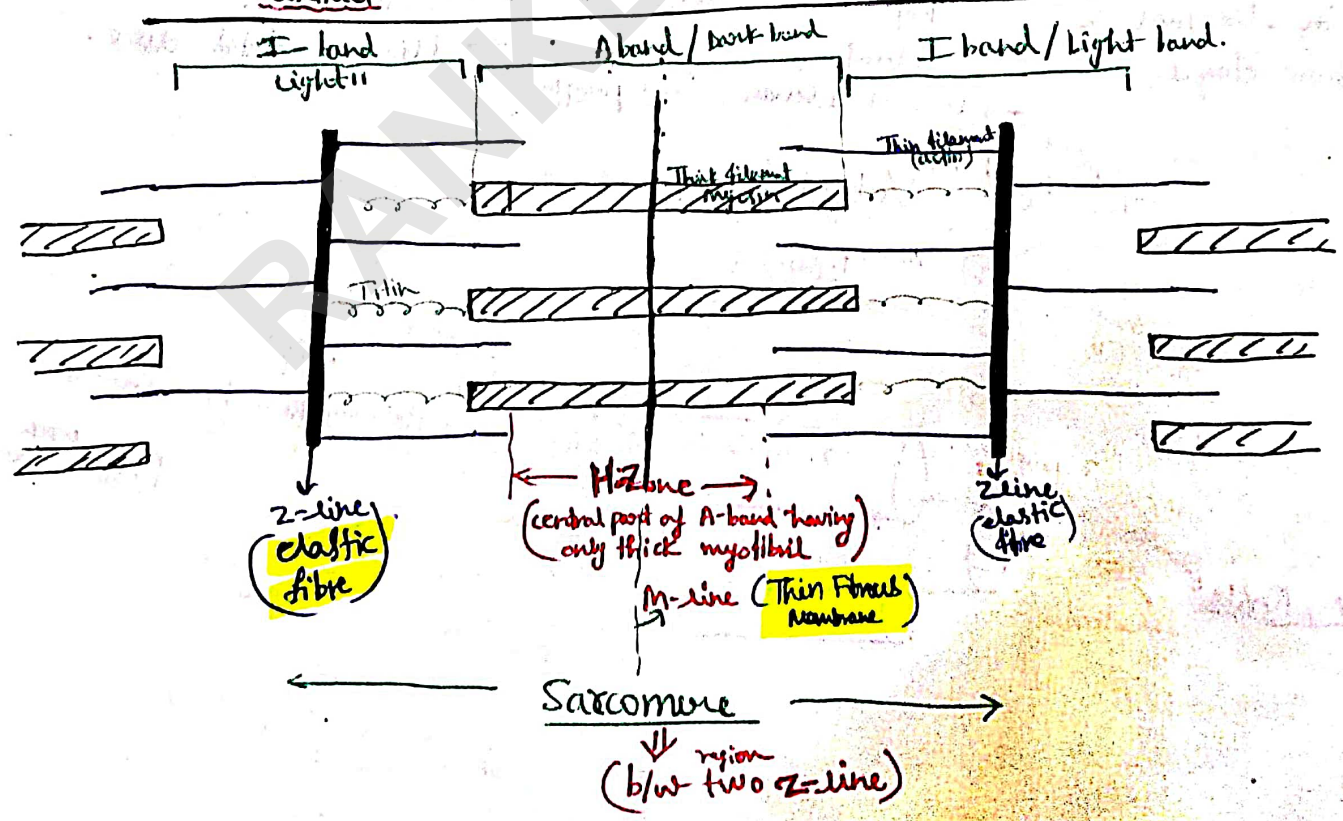 I-band
Light 11
A band / Dark band
I band / Light band.
Thin filament
(actin)
Thick filament
myosin
Titin
H-Zone
(central part of A-band having
only thick myofibril)
Z-line
(elastic
fibre)
Z line
(elastic
fibre)
M-line (Thin Fibrous
Membrane)
Sarcomere
region
(b/w two Z-line)